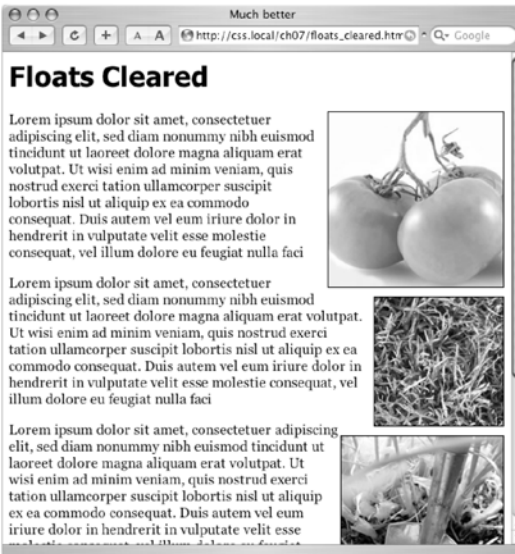 Much better
A A http://css.local/ch07/floats_cleared.htm Google
Floats Cleared
Lorem ipsum dolor sit amet, consectetuer
adipiscing elit, sed diam nonummy nibh euismod
tincidunt ut laoreet dolore magna aliquam erat
volutpat. Ut wisi enim ad minim veniam, quis
nostrud exerci tation ullamcorper suscipit
lobortis nisl ut aliquip ex ea commodo
consequat. Duis autem vel eum iriure dolor in
hendrerit in vulputate velit esse molestie
consequat, vel illum dolore eu feugiat nulla faci
Lorem ipsum dolor sit amet, consectetuer
adipiscing elit, sed diam nonummy nibh euismod
tincidunt ut laoreet dolore magna aliquam erat volutpat.
Ut wisi enim ad minim veniam, quis nostrud exerci
tation ullamcorper suscipit lobortis nisl ut aliquip ex ea
commodo consequat. Duis autem vel eum iriure dolor in
hendrerit in vulputate velit esse molestie consequat, vel
illum dolore eu feugiat nulla faci
Lorem ipsum dolor sit amet, consectetuer adipiscing
elit, sed diam nonummy nibh euismod tincidunt ut
laoreet dolore magna aliquam erat volutpat. Ut
wisi enim ad minim veniam, quis nostrud exerci
tation ullamcorper suscipit lobortis nisl ut aliquip
ex ea commodo consequat. Duis autem vel eum
iriure dolor in hendrerit in vulputate velit esse